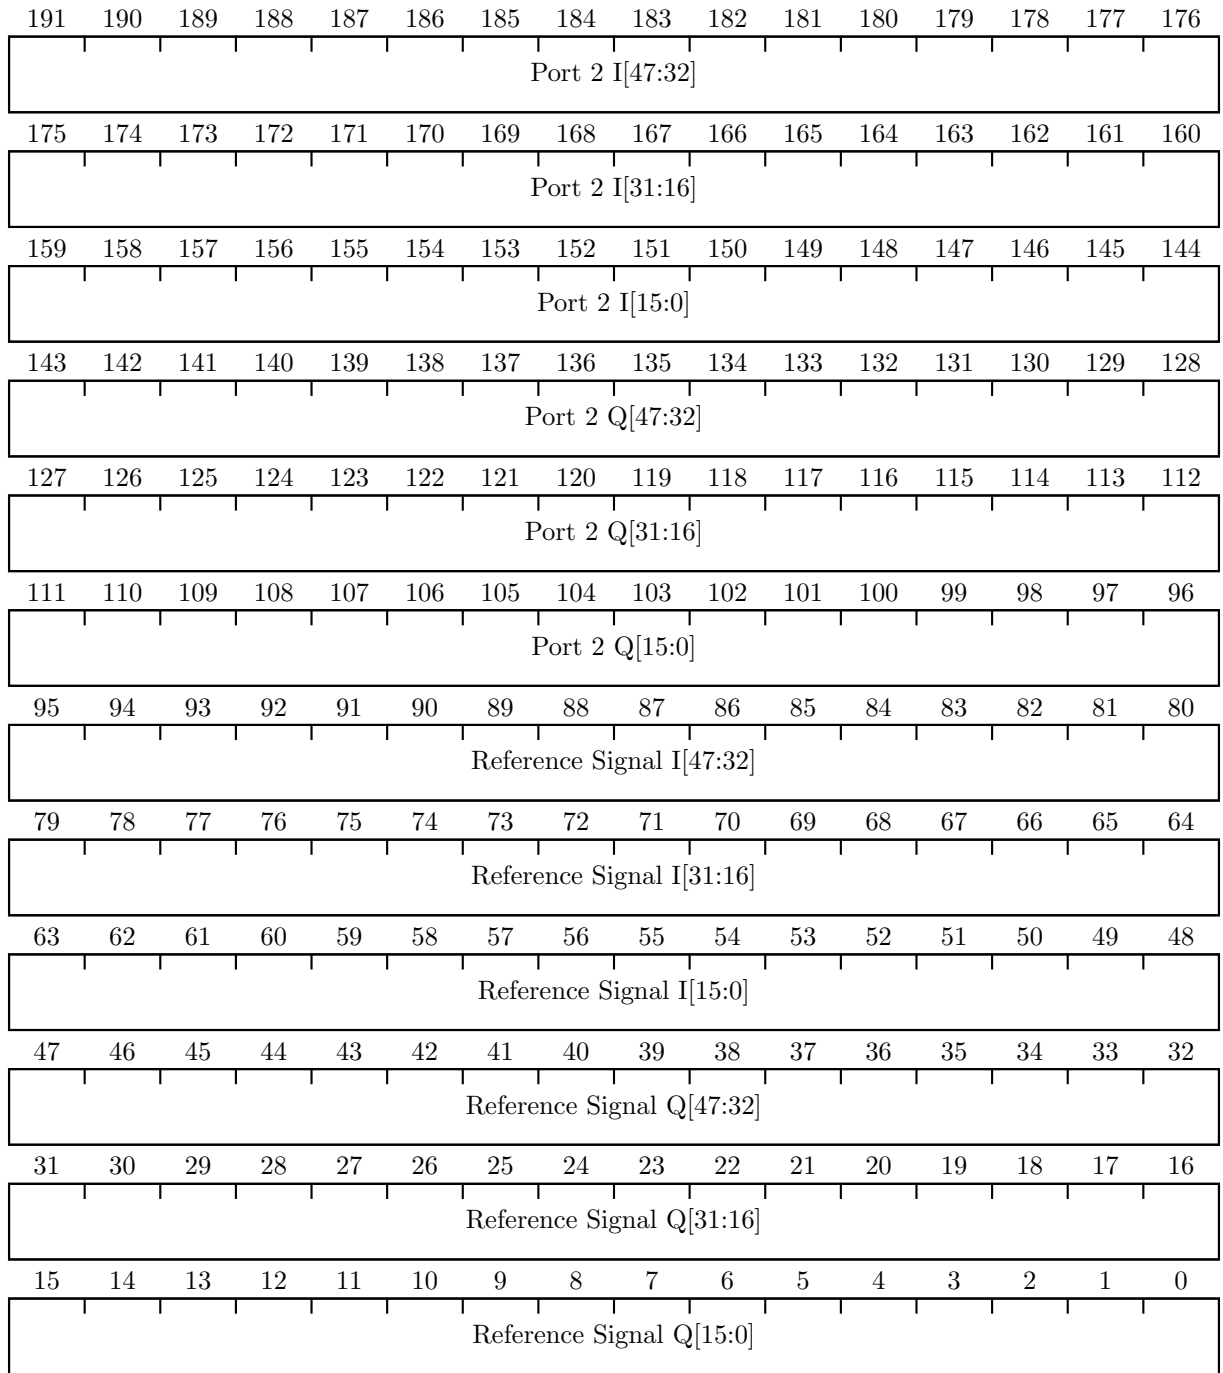 191 190 189 188 187 186 185 184 183 182 181 180 179 178 177 176
Port 2 I[47:32]
175 174 173 172 171 170 169 168 167 166 165 164 163 162 161 160
Port 2 I[31:16]
159 158 157 156 155 154 153 152 151 150 149 148 147 146 145 144
Port 2 I[15:0]
143 142 141 140 139 138 137 136 135 134 133 132 131 130 129 128
Port 2 Q[47:32]
127 126 125 124 123 122 121 120 119 118 117 116 115 114 113 112
Port 2 Q[31:16]
111 110 109 108 107 106 105 104 103 102 101 100 99 98 97 96
Port 2 Q[15:0]
95 94 93 92 91 90 89 88 87 86 85 84 83 82 81 80
Reference Signal I[47:32]
79 78 77 76 75 74 73 72 71 70 69 68 67 66 65 64
Reference Signal I[31:16]
63 62 61 60 59 58 57 56 55 54 53 52 51 50 49 48
Reference Signal I[15:0]
47 46 45 44 43 42 41 40 39 38 37 36 35 34 33 32
Reference Signal Q[47:32]
31 30 29 28 27 26 25 24 23 22 21 20 19 18 17 16
Reference Signal Q[31:16]
15 14 13 12 11 10 9 8 7 6 5 4 3 2 1 0
Reference Signal Q[15:0]